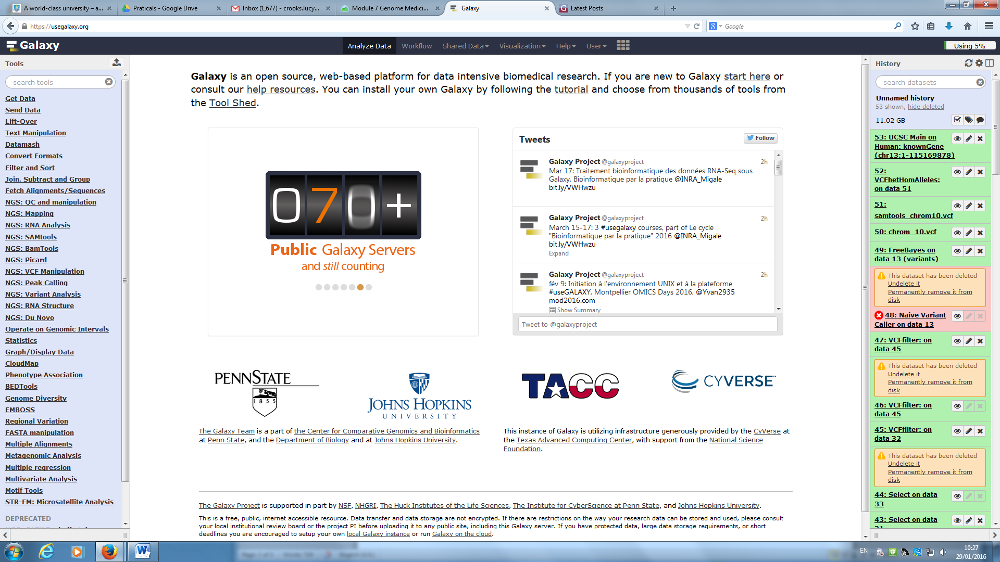 A world-class university – a...
Praticals - Google Drive
Inbox (1,677) - crooks.lucy...
Module 7 Genome Medici...
Galaxy
Latest Posts
https://usegalaxy.org
Google
Galaxy
Analyze Data
Workflow
Shared Data
Visualization
Help
User
Using 5%
Tools
search tools
Get Data
Send Data
Lift-Over
Text Manipulation
Datamash
Convert Formats
Filter and Sort
Join, Subtract and Group
Fetch Alignments/Sequences
NGS: QC and manipulation
NGS: Mapping
NGS: RNA Analysis
NGS: SAMtools
NGS: BamTools
NGS: Picard
NGS: VCF Manipulation
NGS: Peak Calling
NGS: Variant Analysis
NGS: RNA Structure
NGS: Du Novo
Operate on Genomic Intervals
Statistics
Graph/Display Data
CloudMap
Phenotype Association
BEDTools
Genome Diversity
EMBOSS
Regional Variation
FASTA manipulation
Multiple Alignments
Metagenomic Analysis
Multiple regression
Multivariate Analysis
Motif Tools
STR-FM: Microsatellite Analysis
DEPRECATED
Galaxy is an open source, web-based platform for data intensive biomedical research. If you are new to Galaxy start here or
consult our help resources. You can install your own Galaxy by following the tutorial and choose from thousands of tools from
the Tool Shed.
070+
Public Galaxy Servers
and still counting
Tweets
Follow
Galaxy Project @galaxyproject 2h
Mar 17: Traitement bioinformatique des données RNA-Seq sous
Galaxy, Bioinformatique par la pratique @INRA_Migale
bit.ly/VWHwzu
Galaxy Project @galaxyproject 2h
March 15-17: 3 #usegalaxy courses, part of Le cycle
"Bioinformatique par la pratique" 2016 @INRA_Migale
bit.ly/VWHwzu
Expand
Galaxy Project @galaxyproject 2h
fév 9: Initiation à l'environnement UNIX et à la plateforme
#useGALAXY, Montpellier OMICS Days 2016, @Yvan2935
mod2016.com
Show Summary
Tweet to @galaxyproject
PENNSTATE
1855
JOHNS HOPKINS
UNIVERSITY
TACC
CYVERSE™
The Galaxy Team is a part of the Center for Comparative Genomics and Bioinformatics
at Penn State, and the Department of Biology and at Johns Hopkins University.
This instance of Galaxy is utilizing infrastructure generously provided by the CyVerse at
the Texas Advanced Computing Center, with support from the National Science
Foundation.
The Galaxy Project is supported in part by NSF, NHGRI, The Huck Institutes of the Life Sciences, The Institute for CyberScience at Penn State, and Johns Hopkins University.
This is a free, public, internet accessible resource. Data transfer and data storage are not encrypted. If there are restrictions on the way your research data can be stored and used, please consult
your local institutional review board or the project PI before uploading it to any public site, including this Galaxy server. If you have protected data, large data storage requirements, or short
deadlines you are encouraged to setup your own local Galaxy instance or run Galaxy on the cloud.
History
search datasets
Unnamed history
53 shown, hide deleted
11.02 GB
53: UCSC Main on
Human: knownGene
(chr13:1-115169878)
52:
VCFhetHomAlleles:
on data 51
51:
samtools_chrom10.vcf
50: chrom_10.vcf
49: FreeBayes on
data 13 (variants)
This dataset has been deleted
Undelete it
Permanently remove it from
disk
48: Naive Variant
Caller on data 13
47: VCFfilter: on
data 45
This dataset has been deleted
Undelete it
Permanently remove it from
disk
46: VCFfilter: on
data 45
45: VCFfilter: on
data 32
This dataset has been deleted
Undelete it
Permanently remove it from
disk
44: Select on data
33
43: Select on data
EN
10:27
29/01/2016